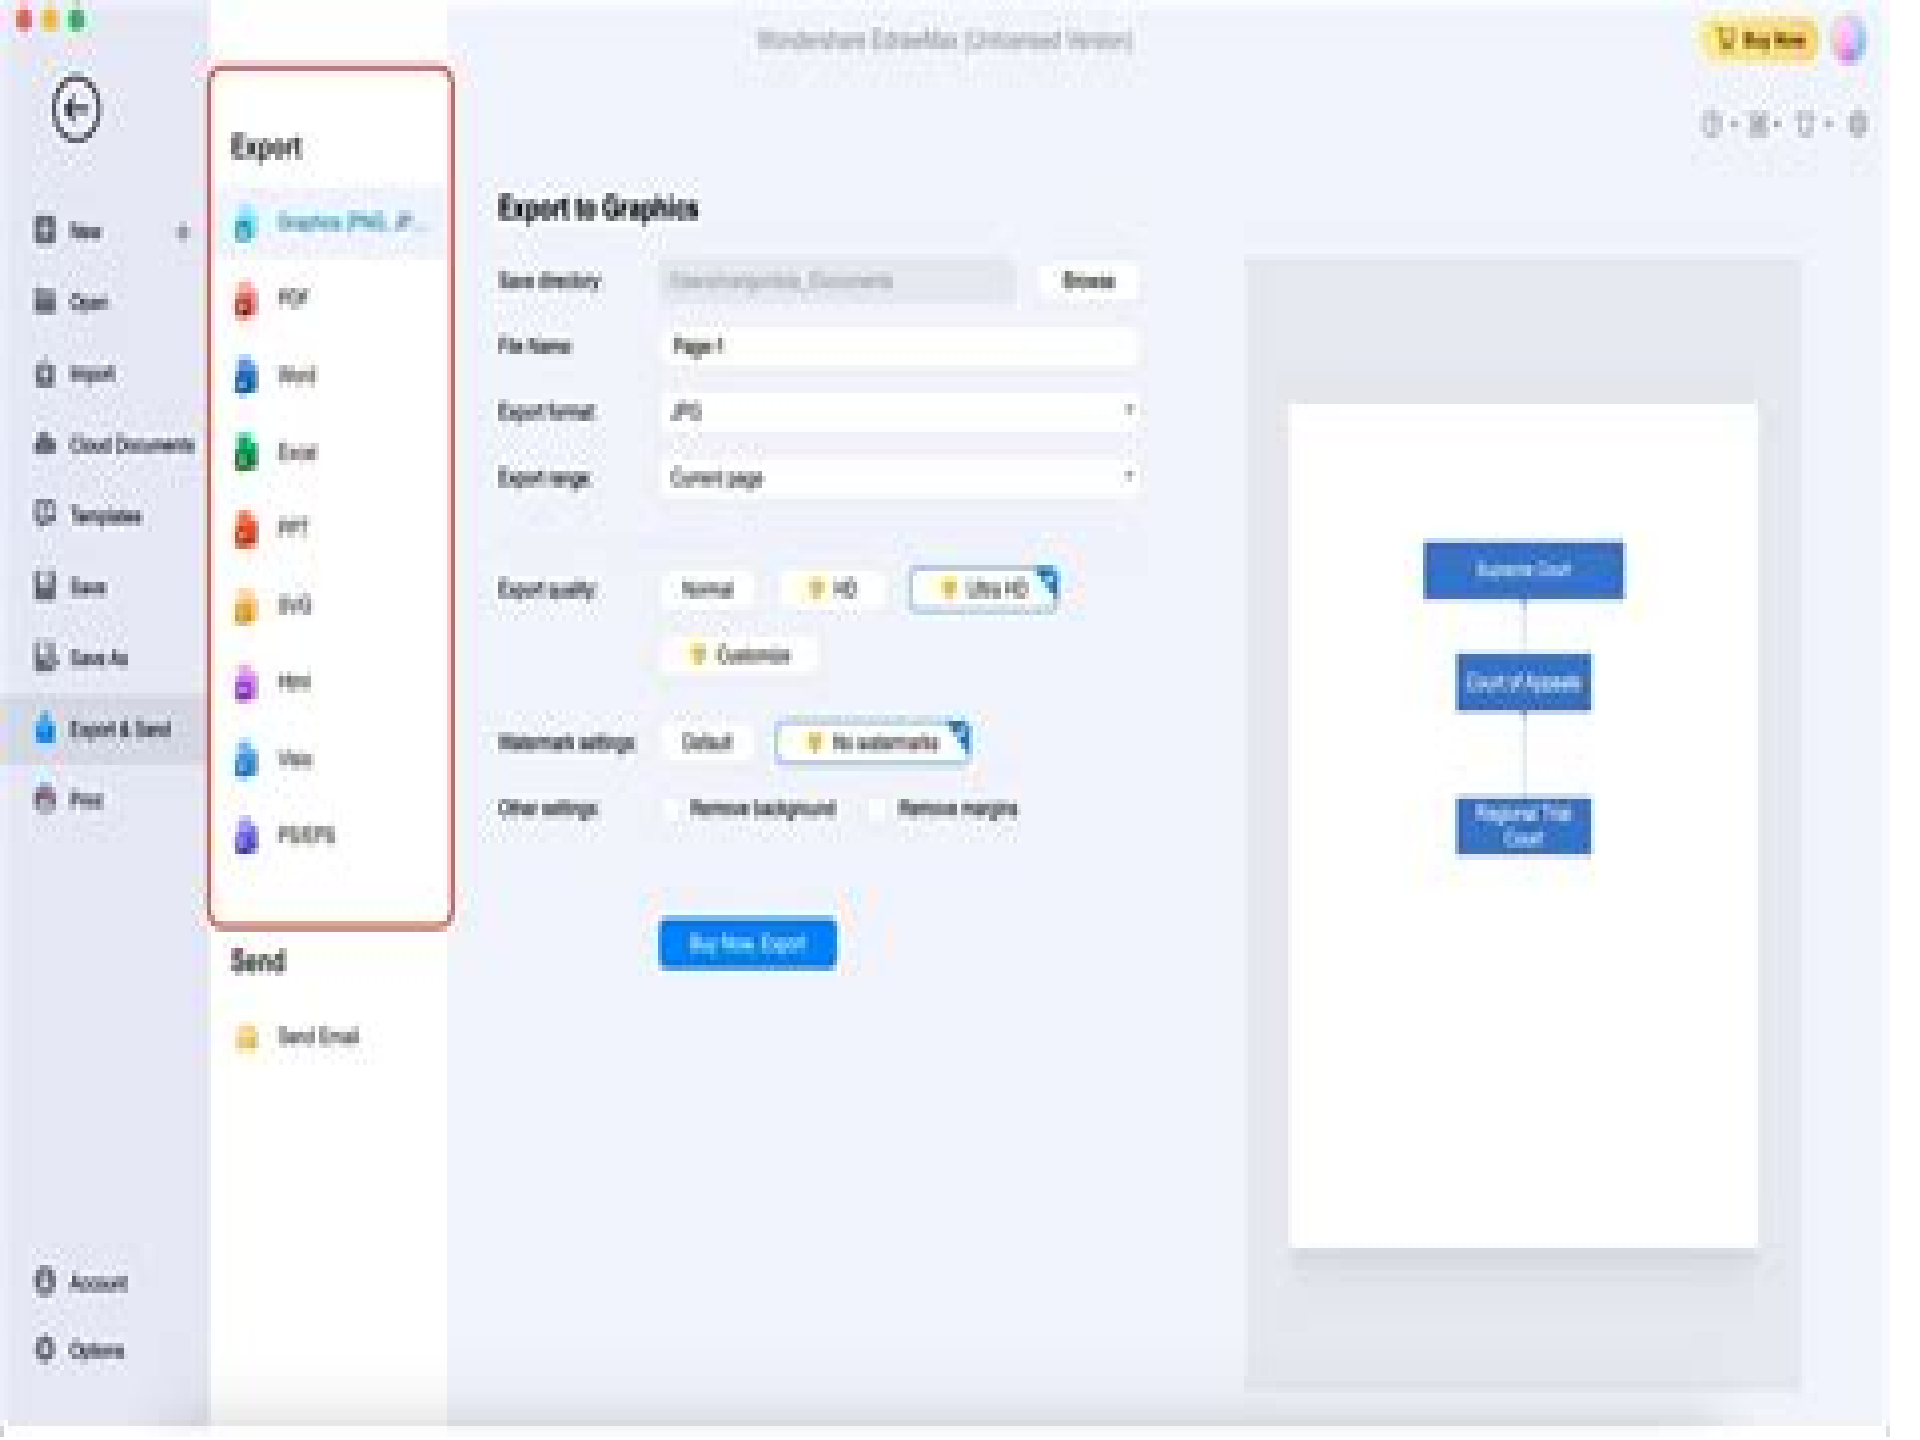 Wondershare EdrawMax (Unlicensed Version)
Buy Now
Export
New
Graphics (PNG, JP...
Export to Graphics
Open
PDF
Save directory
Browse
Import
Word
File Name
Page-1
Cloud Documents
Excel
Export format
JPG
Templates
PPT
Export range
Current page
Save
SVG
Export quality
Normal
HD
Ultra HD
Save As
Html
Customize
Export & Send
Visio
Watermark settings
Default
No watermarks
Print
PS/EPS
Other settings
Remove background
Remove margins
Buy Now, Export
Send
Send Email
Account
Options
Supreme Court
Court of Appeals
Regional Trial
Court